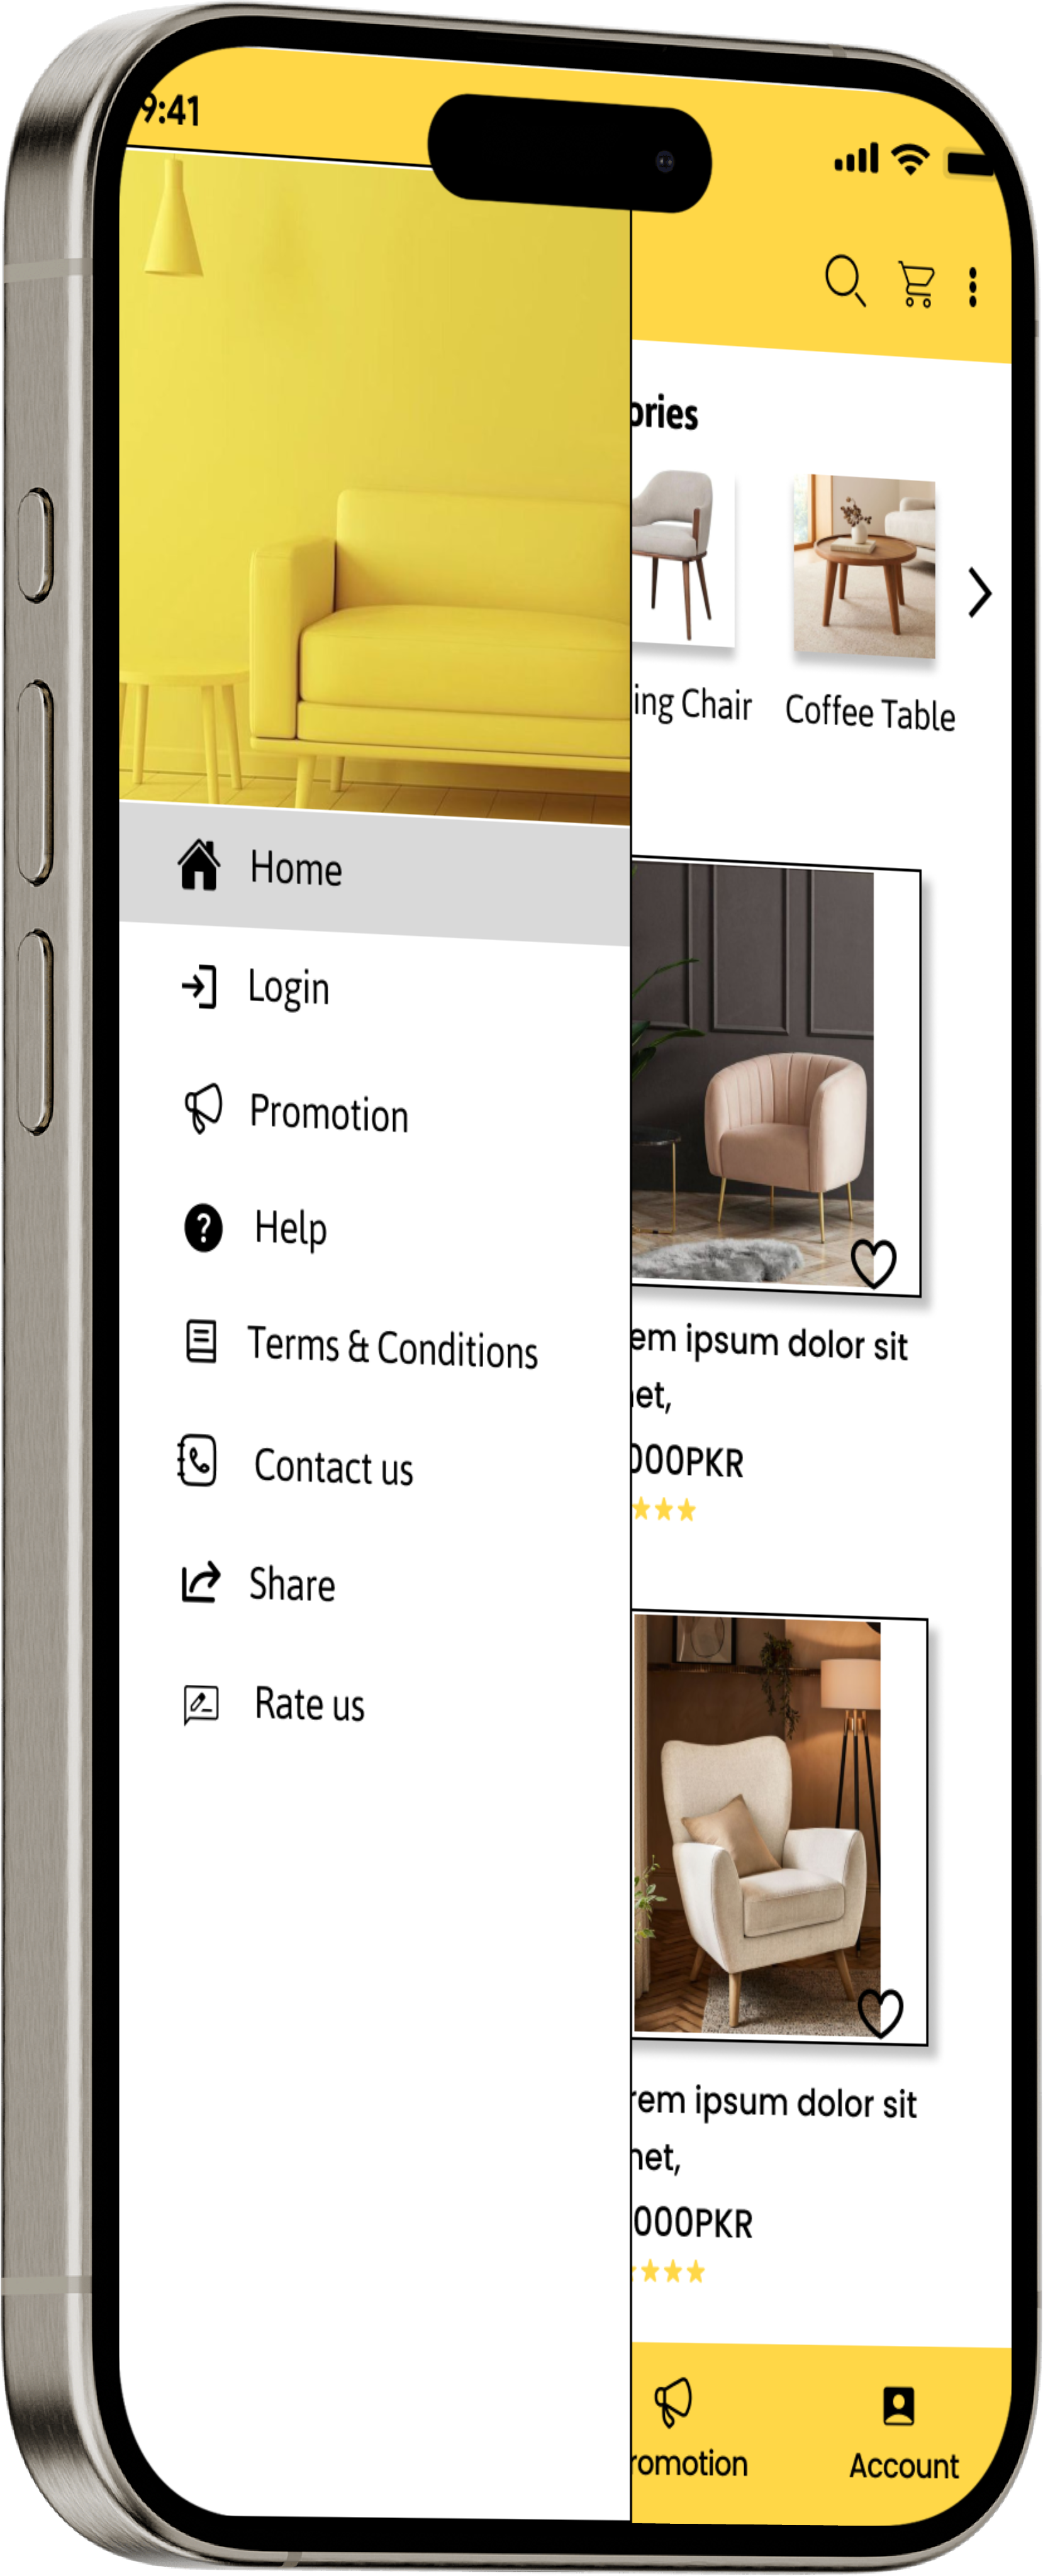 9:41
ories
ing Chair
Coffee Table
Home
Login
Promotion
Help
Terms & Conditions
Contact us
Share
Rate us
em ipsum dolor sit
et,
000PKR
rem ipsum dolor sit
net,
000PKR
romotion
Account